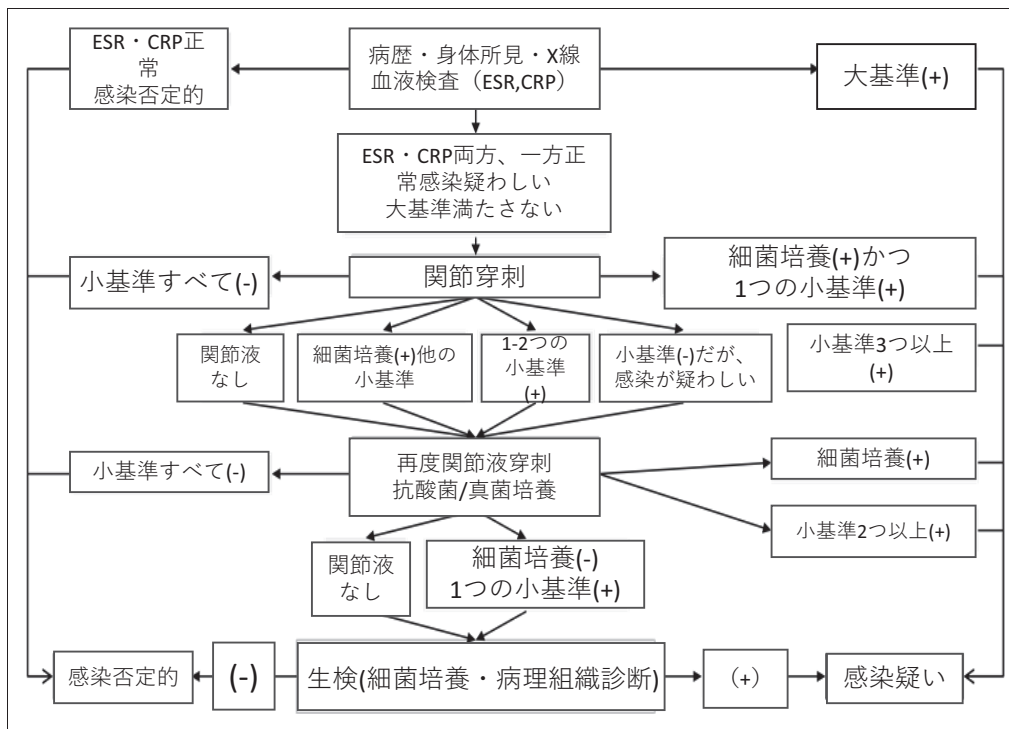 ESR・CRP正
常
感染否定的
病歴・身体所見・X線
血液検査（ESR,CRP）
大基準(+)
ESR・CRP両方、一方正
常感染疑わしい
大基準満たさない
小基準すべて(-)
関節穿刺
細菌培養(+)かつ
1つの小基準(+)
関節液
なし
細菌培養(+)他の
小基準
1-2つの
小基準
(+)
小基準(-)だが、
感染が疑わしい
小基準3つ以上
(+)
小基準すべて(-)
再度関節液穿刺
抗酸菌/真菌培養
細菌培養(+)
小基準2つ以上(+)
関節液
なし
細菌培養(-)
1つの小基準(+)
感染否定的
(-)
生検(細菌培養・病理組織診断)
（+）
感染疑い